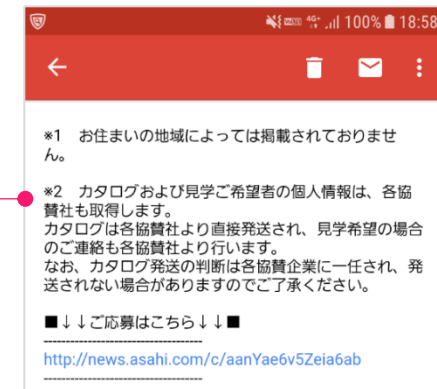 4G+ 100% 18:58
※1　お住まいの地域によっては掲載されておりませ
ん。
※2　カタログおよび見学ご希望者の個人情報は、各協
賛社も取得します。
カタログは各協賛社より直接発送され、見学希望の場合
のご連絡も各協賛社より行います。
なお、カタログ発送の判断は各協賛企業に一任され、発
送されない場合がありますのでご了承ください。
■↓↓ご応募はこちら↓↓■
-----------------------------------
http://news.asahi.com/c/aanYae6v5Zeia6ab
-----------------------------------